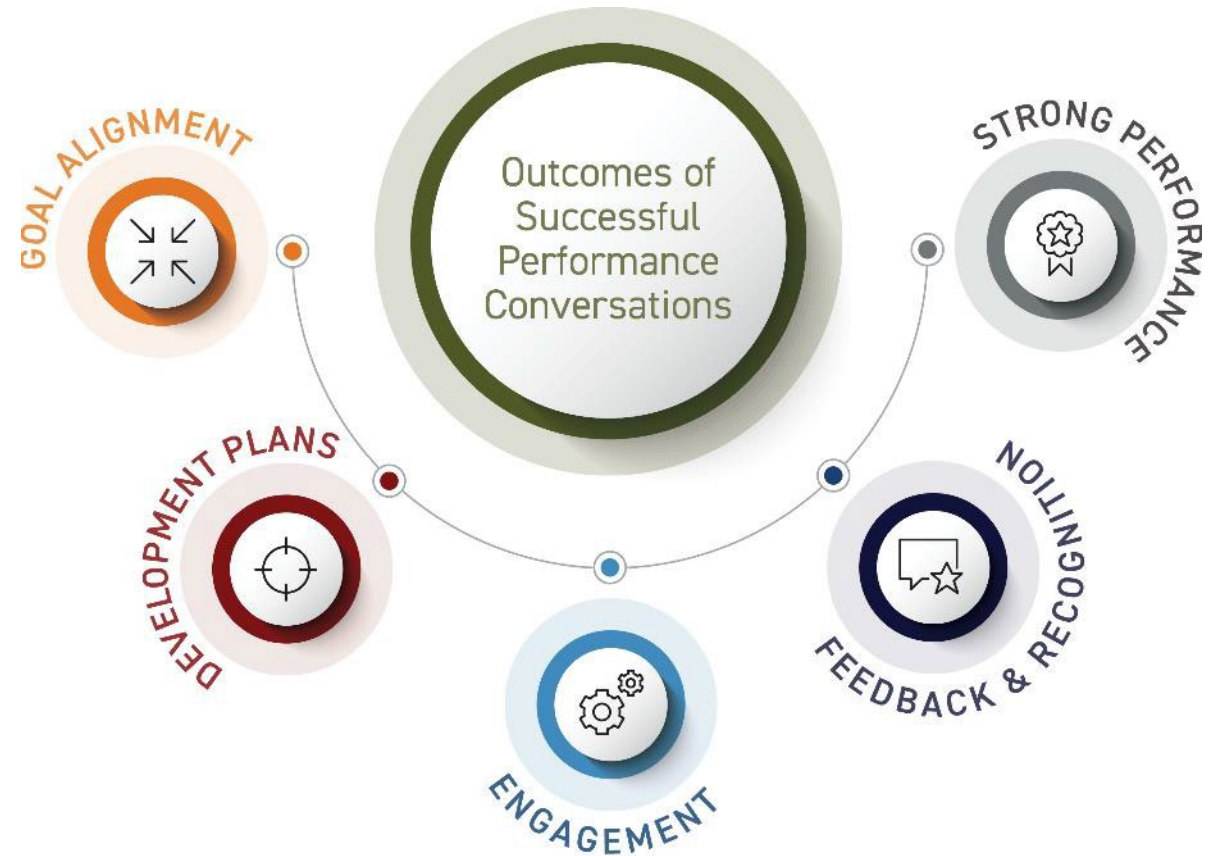 Outcomes of
Successful
Performance
Conversations
GOAL ALIGNMENT
DEVELOPMENT PLANS
ENGAGEMENT
FEEDBACK & RECOGNITION
STRONG PERFORMANCE